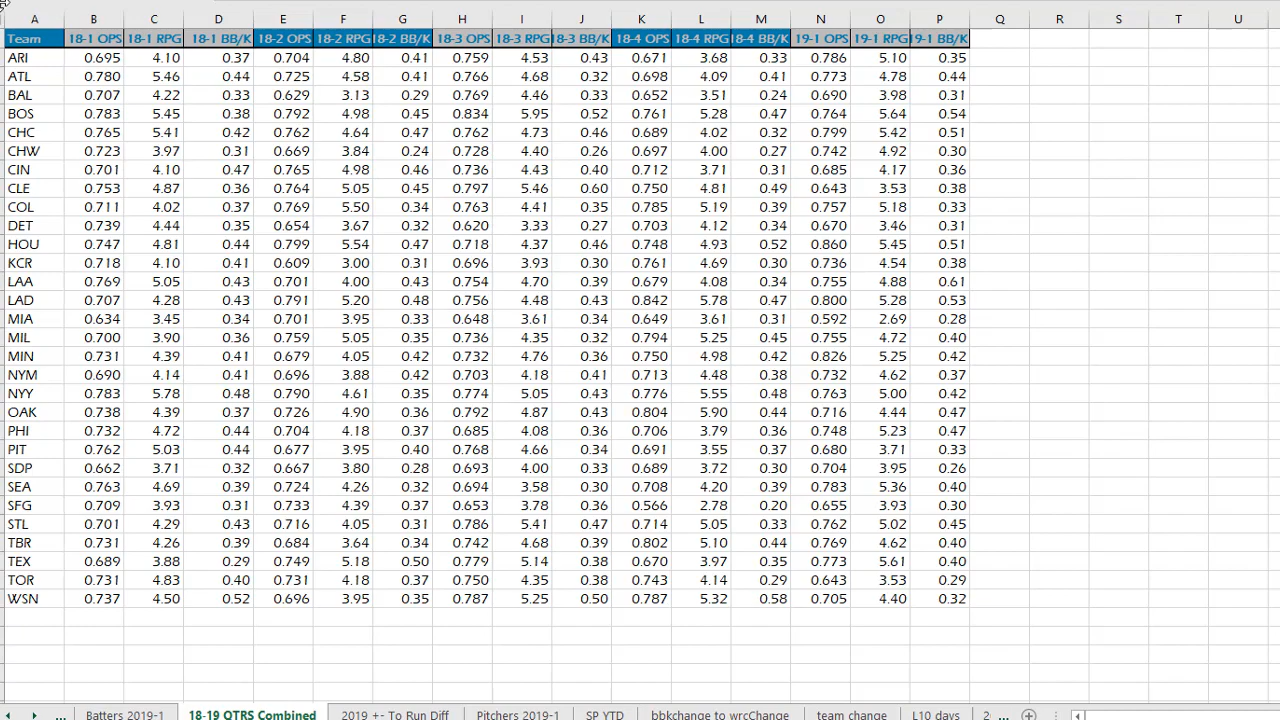 A B C D E F G H I J K L M N O P Q R S T U
Team 18-1 OPS 18-1 RPG 18-1 BB/K 18-2 OPS 18-2 RPG 18-2 BB/K 18-3 OPS 18-3 RPG 18-3 BB/K 18-4 OPS 18-4 RPG 18-4 BB/K 19-1 OPS 19-1 RPG 19-1 BB/K
ARI 0.695 4.10 0.37 0.704 4.80 0.41 0.759 4.53 0.43 0.671 3.68 0.33 0.786 5.10 0.35
ATL 0.780 5.46 0.44 0.725 4.58 0.41 0.766 4.68 0.32 0.698 4.09 0.41 0.773 4.78 0.44
BAL 0.707 4.22 0.33 0.629 3.13 0.29 0.769 4.46 0.33 0.652 3.51 0.24 0.690 3.98 0.31
BOS 0.783 5.45 0.38 0.792 4.98 0.45 0.834 5.95 0.52 0.761 5.28 0.47 0.764 5.64 0.54
CHC 0.765 5.41 0.42 0.762 4.64 0.47 0.762 4.73 0.46 0.689 4.02 0.32 0.799 5.42 0.51
CHW 0.723 3.97 0.31 0.669 3.84 0.24 0.728 4.40 0.26 0.697 4.00 0.27 0.742 4.92 0.30
CIN 0.701 4.10 0.47 0.765 4.98 0.46 0.736 4.43 0.40 0.712 3.71 0.31 0.685 4.17 0.36
CLE 0.753 4.87 0.36 0.764 5.05 0.45 0.797 5.46 0.60 0.750 4.81 0.49 0.643 3.53 0.38
COL 0.711 4.02 0.37 0.769 5.50 0.34 0.763 4.41 0.35 0.785 5.19 0.39 0.757 5.18 0.33
DET 0.739 4.44 0.35 0.654 3.67 0.32 0.620 3.33 0.27 0.703 4.12 0.34 0.670 3.46 0.31
HOU 0.747 4.81 0.44 0.799 5.54 0.47 0.718 4.37 0.46 0.748 4.93 0.52 0.860 5.45 0.51
KCR 0.718 4.10 0.41 0.609 3.00 0.31 0.696 3.93 0.30 0.761 4.69 0.30 0.736 4.54 0.38
LAA 0.769 5.05 0.43 0.701 4.00 0.43 0.754 4.70 0.39 0.679 4.08 0.34 0.755 4.88 0.61
LAD 0.707 4.28 0.43 0.791 5.20 0.48 0.756 4.48 0.43 0.842 5.78 0.47 0.800 5.28 0.53
MIA 0.634 3.45 0.34 0.701 3.95 0.33 0.648 3.61 0.34 0.649 3.61 0.31 0.592 2.69 0.28
MIL 0.700 3.90 0.36 0.759 5.05 0.35 0.736 4.35 0.32 0.794 5.25 0.45 0.755 4.72 0.40
MIN 0.731 4.39 0.41 0.679 4.05 0.42 0.732 4.76 0.36 0.750 4.98 0.42 0.826 5.25 0.42
NYM 0.690 4.14 0.41 0.696 3.88 0.42 0.703 4.18 0.41 0.713 4.48 0.38 0.732 4.62 0.37
NYY 0.783 5.78 0.48 0.790 4.61 0.35 0.774 5.05 0.43 0.776 5.55 0.48 0.763 5.00 0.42
OAK 0.738 4.39 0.37 0.726 4.90 0.36 0.792 4.87 0.43 0.804 5.90 0.44 0.716 4.44 0.47
PHI 0.732 4.72 0.44 0.704 4.18 0.37 0.685 4.08 0.36 0.706 3.79 0.36 0.748 5.23 0.47
PIT 0.762 5.03 0.44 0.677 3.95 0.40 0.768 4.66 0.34 0.691 3.55 0.37 0.680 3.71 0.33
SDP 0.662 3.71 0.32 0.667 3.80 0.28 0.693 4.00 0.33 0.689 3.72 0.30 0.704 3.95 0.26
SEA 0.763 4.69 0.39 0.724 4.26 0.32 0.694 3.58 0.30 0.708 4.20 0.39 0.783 5.36 0.40
SFG 0.709 3.93 0.31 0.733 4.39 0.37 0.653 3.78 0.36 0.566 2.78 0.20 0.655 3.93 0.30
STL 0.701 4.29 0.43 0.716 4.05 0.31 0.786 5.41 0.47 0.714 5.05 0.33 0.762 5.02 0.45
TBR 0.731 4.26 0.39 0.684 3.64 0.34 0.742 4.68 0.39 0.802 5.10 0.44 0.769 4.62 0.40
TEX 0.689 3.88 0.29 0.749 5.18 0.50 0.779 5.14 0.38 0.670 3.97 0.35 0.773 5.61 0.40
TOR 0.731 4.83 0.40 0.731 4.18 0.37 0.750 4.35 0.38 0.743 4.14 0.29 0.643 3.53 0.29
WSN 0.737 4.50 0.52 0.696 3.95 0.35 0.787 5.25 0.50 0.787 5.32 0.58 0.705 4.40 0.32
... Batters 2019-1 18-19 QTRS Combined 2019 +- To Run Diff Pitchers 2019-1 SP YTD bbkchange to wrcChange team change L10 days 2 ...